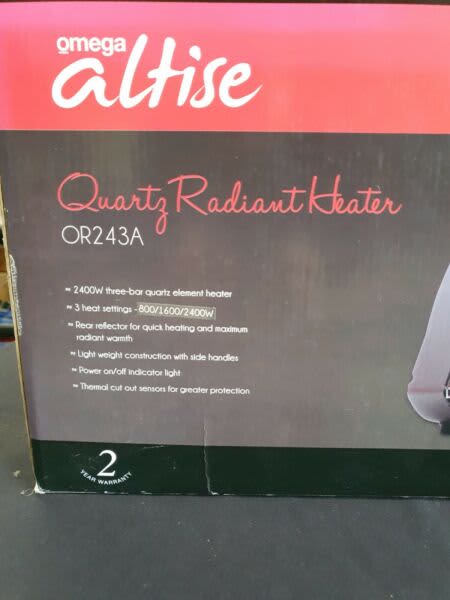 omega
altise
Quartz Radiant Heater
OR243A
≈ 2400W three-bar quartz element heater
≈ 3 heat settings - 800/1600/2400W
≈ Rear reflector for quick heating and maximum
radiant warmth
≈ Light weight construction with side handles
≈ Power on/off indicator light
≈ Thermal cut out sensors for greater protection
2
YEAR WARRANTY